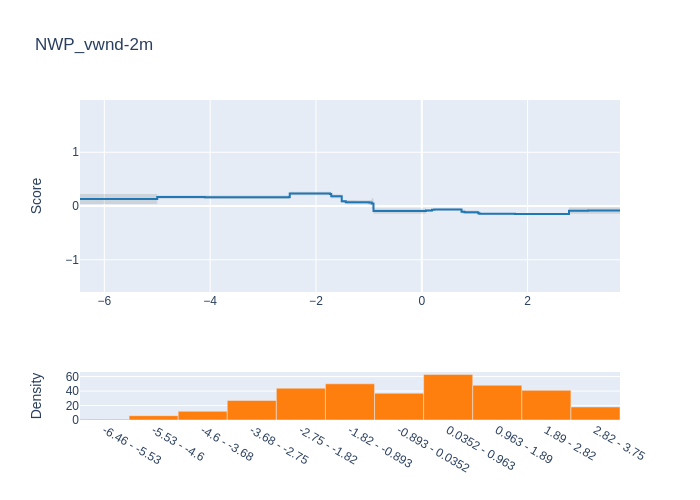 NWP_vwnd-2m
Score
1
0
−1
−6
−4
−2
0
2
Density
60
40
20
0
-6.46 - -5.53
-5.53 - -4.6
-4.6 - -3.68
-3.68 - -2.75
-2.75 - -1.82
-1.82 - -0.893
-0.893 - 0.0352
0.0352 - 0.963
0.963 - 1.89
1.89 - 2.82
2.82 - 3.75